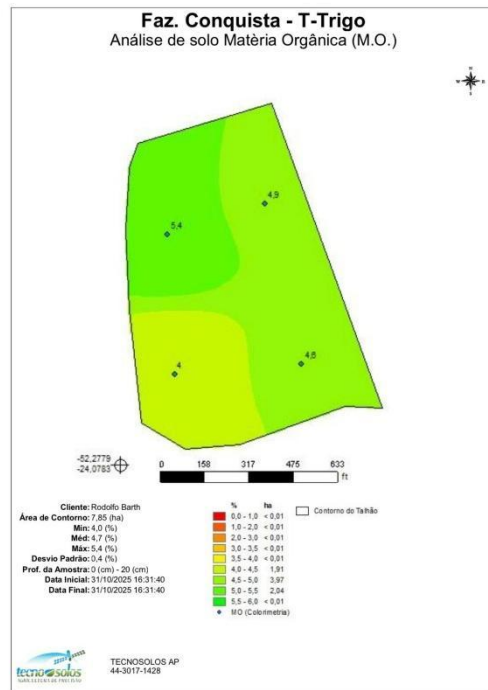 Faz. Conquista - T-Trigo
Análise de solo Matèria Orgânica (M.O.)
4,9
5,4
4
4,6
-52,2779
-24,0783
0 158 317 475 633
ft
Cliente: Rodolfo Barth
Área de Contorno: 7,85 (ha)
Min: 4,0 (%)
Méd: 4,7 (%)
Máx: 5,4 (%)
Desvio Padrão: 0,4 (%)
Prof. da Amostra: 0 (cm) - 20 (cm)
Data Inicial: 31/10/2025 16:31:40
Data Final: 31/10/2025 16:31:40
% ha
0,0 - 1,0 < 0,01
1,0 - 2,0 < 0,01
2,0 - 3,0 < 0,01
3,0 - 3,5 < 0,01
3,5 - 4,0 < 0,01
4,0 - 4,5 1,91
4,5 - 5,0 3,97
5,0 - 5,5 2,04
5,5 - 6,0 < 0,01
MO (Colorimetria)
Contorno do Talhão
tecnosolos
TECNOSOLOS AP
44-3017-1428